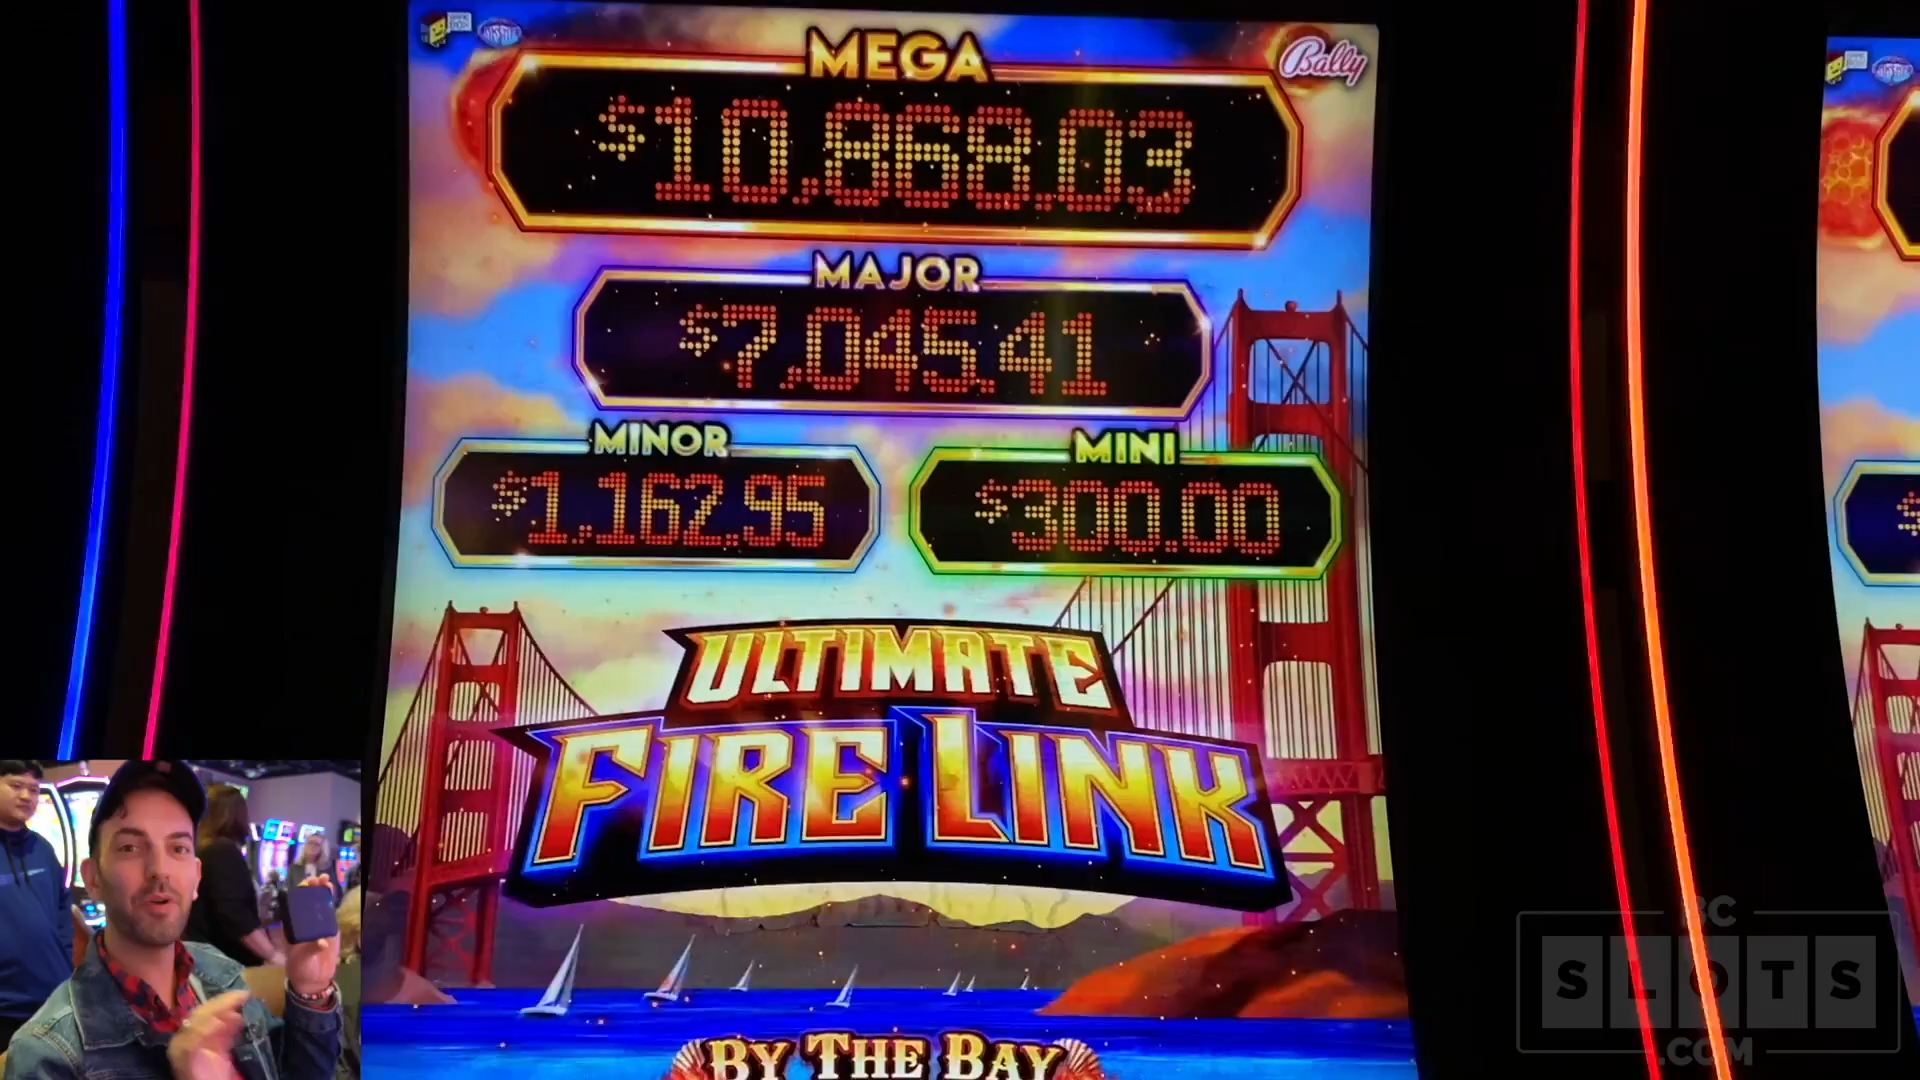 MEGA
Bally
$10,868.03
MAJOR
$7,045.41
MINOR
$1,162.95
MINI
$300.00
ULTIMATE
FIRE LINK
BY THE BAY
BC
SLOTS
.COM